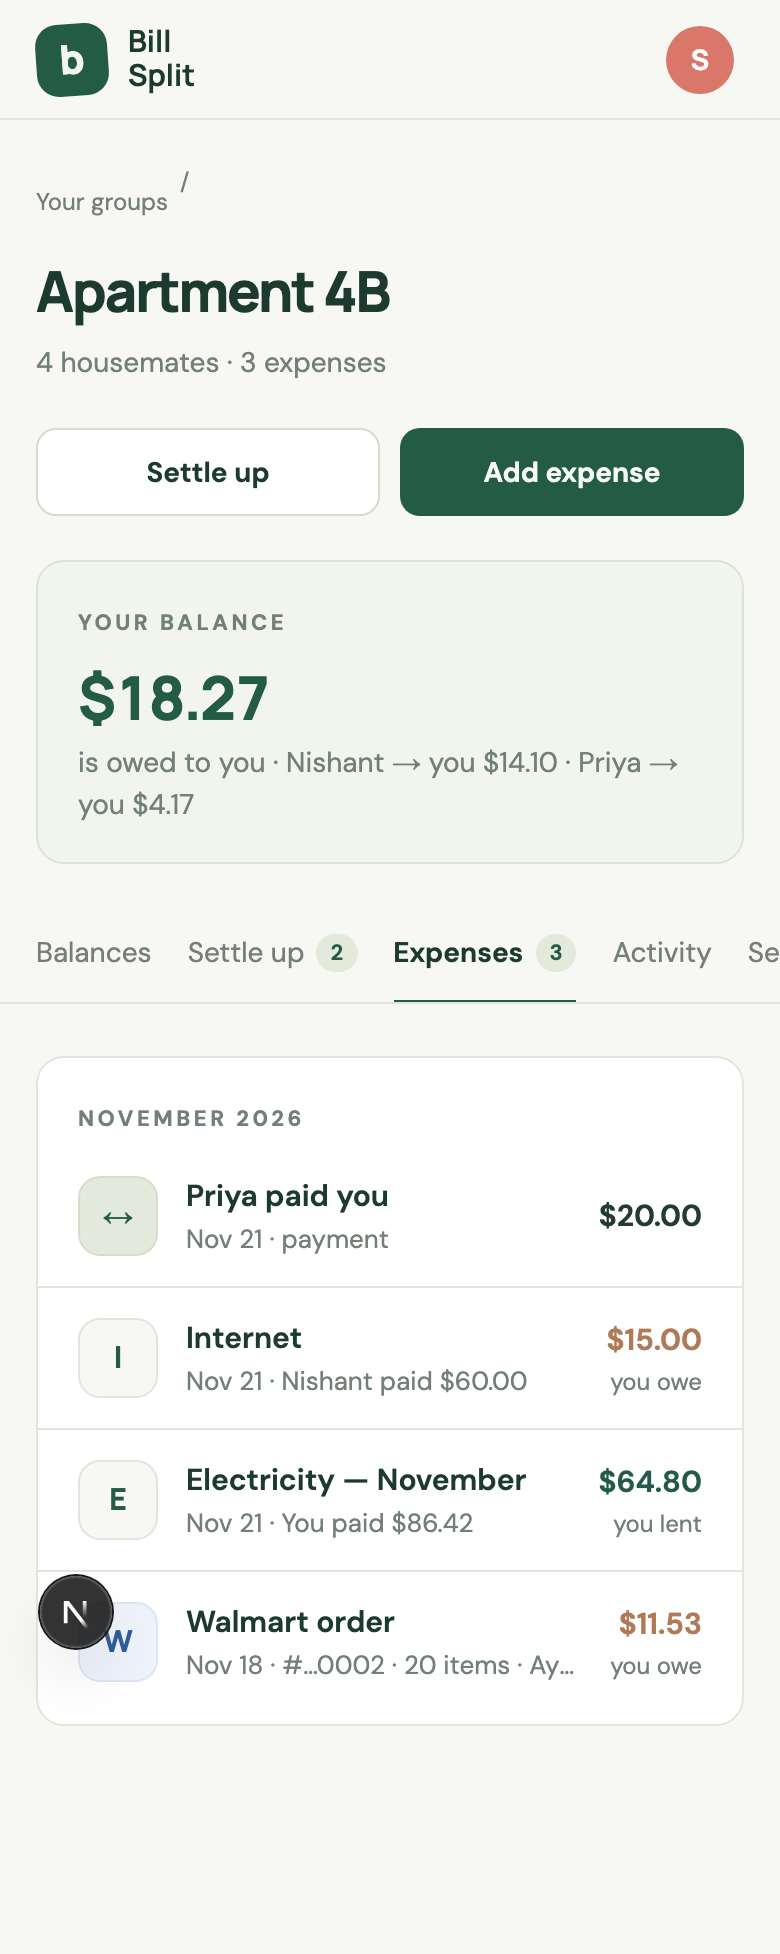 b
Bill
Split
S
Your groups /
Apartment 4B
4 housemates · 3 expenses
Settle up
Add expense
YOUR BALANCE
$18.27
is owed to you · Nishant → you $14.10 · Priya →
you $4.17
Balances Settle up 2 Expenses 3 Activity Se
NOVEMBER 2026
↔ Priya paid you $20.00
Nov 21 · payment
I Internet $15.00
Nov 21 · Nishant paid $60.00 you owe
E Electricity — November $64.80
Nov 21 · You paid $86.42 you lent
N
W Walmart order $11.53
Nov 18 · #…0002 · 20 items · Ay… you owe